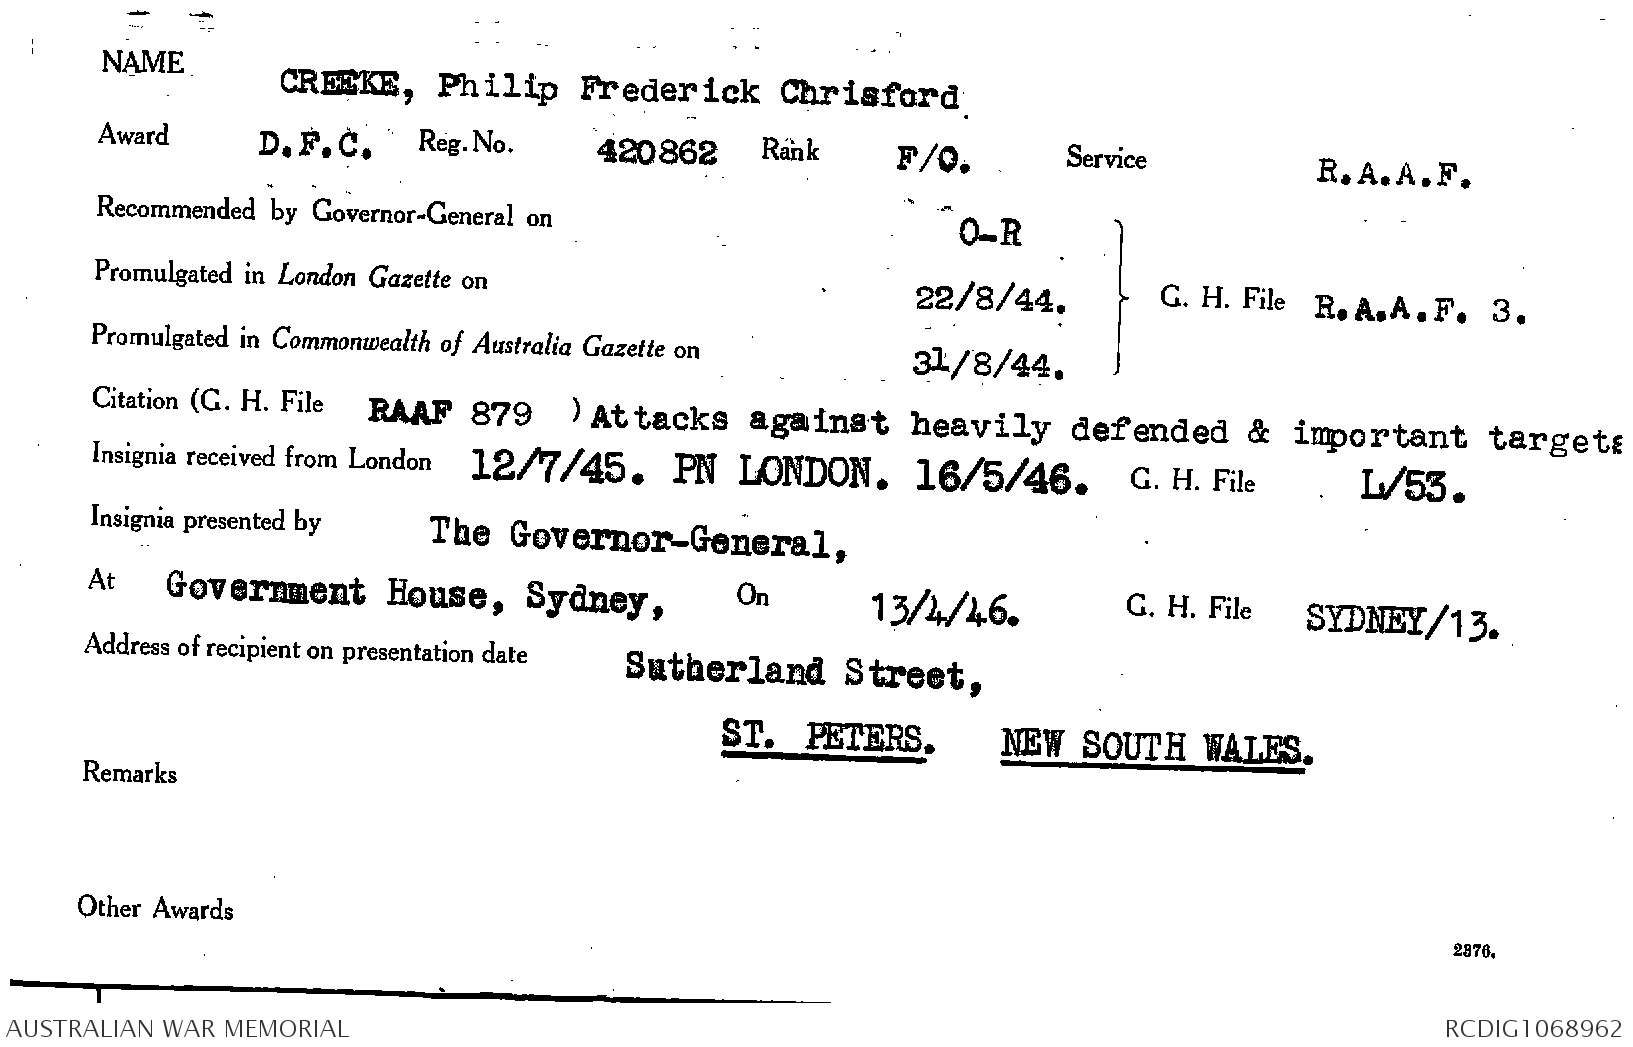 NAME CREEKE, Philip Frederick Chrisford
Award D.F.C. Reg. No. 420862 Rank F/O. Service R.A.A.F.
Recommended by Governor-General on O-R
Promulgated in London Gazette on 22/8/44. G. H. File R.A.A.F. 3.
Promulgated in Commonwealth of Australia Gazette on 31/8/44.
Citation (G. H. File RAAF 879 ) Attacks against heavily defended & important targets
Insignia received from London 12/7/45. PN LONDON. 16/5/46. G. H. File L/53.
Insignia presented by The Governor-General,
At Government House, Sydney, On 13/4/46. G. H. File SYDNEY/13.
Address of recipient on presentation date Sutherland Street,
ST. PETERS. NEW SOUTH WALES.
Remarks
Other Awards
2376.
AUSTRALIAN WAR MEMORIAL RCDIG1068962